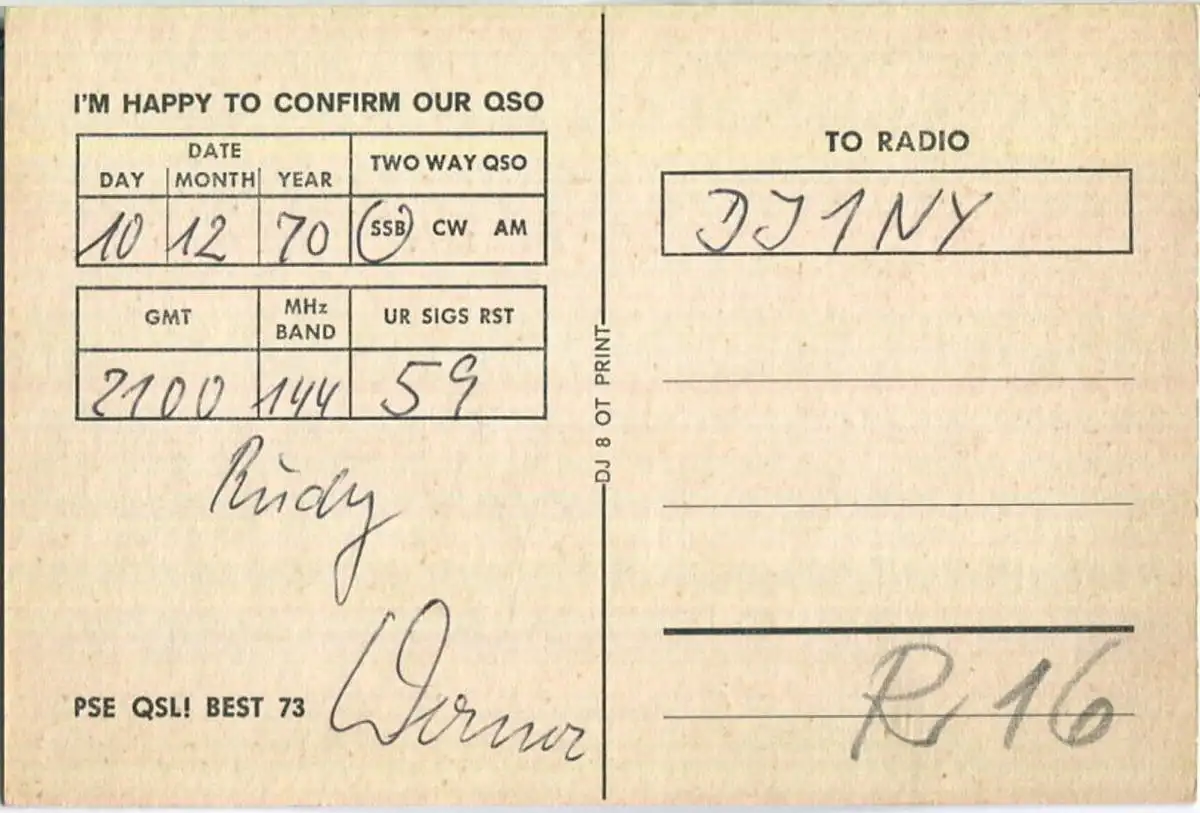 I'M HAPPY TO CONFIRM OUR QSO
DATE
DAY MONTH YEAR TWO WAY QSO
10 12 70 SSB CW AM
GMT MHz BAND UR SIGS RST
2100 144 59
Rudy
PSE QSL! BEST 73 Werner
DJ 8 OT PRINT
TO RADIO
DJ1NY
R 16